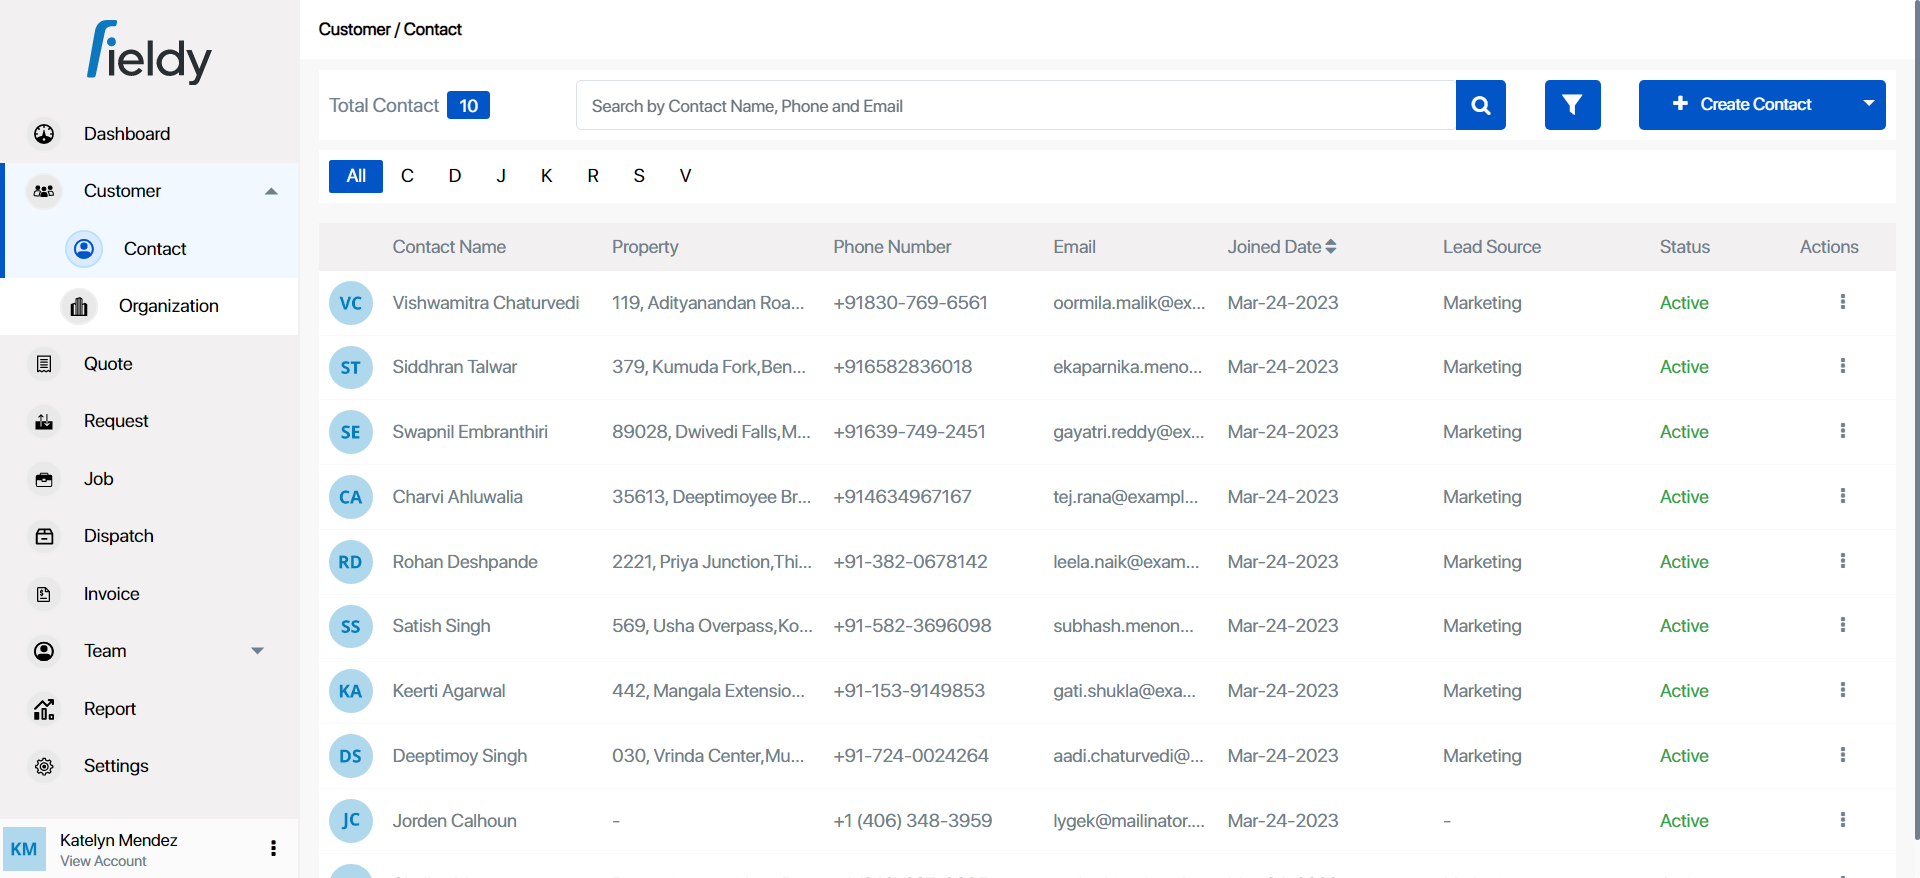 fieldy
Customer / Contact
Total Contact 10
Search by Contact Name, Phone and Email
Create Contact
All C D J K R S V
Dashboard
Customer
Contact
Organization
Quote
Request
Job
Dispatch
Invoice
Team
Report
Settings
KM Katelyn Mendez
View Account
Contact Name Property Phone Number Email Joined Date Lead Source Status Actions
VC Vishwamitra Chaturvedi 119, Adityanandan Roa... +91830-769-6561 oormila.malik@ex... Mar-24-2023 Marketing Active
ST Siddhran Talwar 379, Kumuda Fork,Ben... +916582836018 ekaparnika.meno... Mar-24-2023 Marketing Active
SE Swapnil Embranthiri 89028, Dwivedi Falls,M... +91639-749-2451 gayatri.reddy@ex... Mar-24-2023 Marketing Active
CA Charvi Ahluwalia 35613, Deeptimoyee Br... +914634967167 tej.rana@exampl... Mar-24-2023 Marketing Active
RD Rohan Deshpande 2221, Priya Junction,Thi... +91-382-0678142 leela.naik@exam... Mar-24-2023 Marketing Active
SS Satish Singh 569, Usha Overpass,Ko... +91-582-3696098 subhash.menon... Mar-24-2023 Marketing Active
KA Keerti Agarwal 442, Mangala Extensio... +91-153-9149853 gati.shukla@exa... Mar-24-2023 Marketing Active
DS Deeptimoy Singh 030, Vrinda Center,Mu... +91-724-0024264 aadi.chaturvedi@... Mar-24-2023 Marketing Active
JC Jorden Calhoun - +1 (406) 348-3959 lygek@mailinator.... Mar-24-2023 - Active